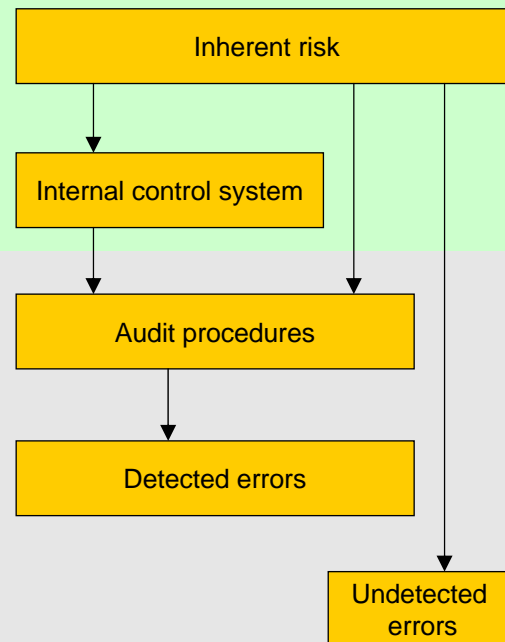 Inherent risk
Internal control system
Audit procedures
Detected errors
Undetected
errors